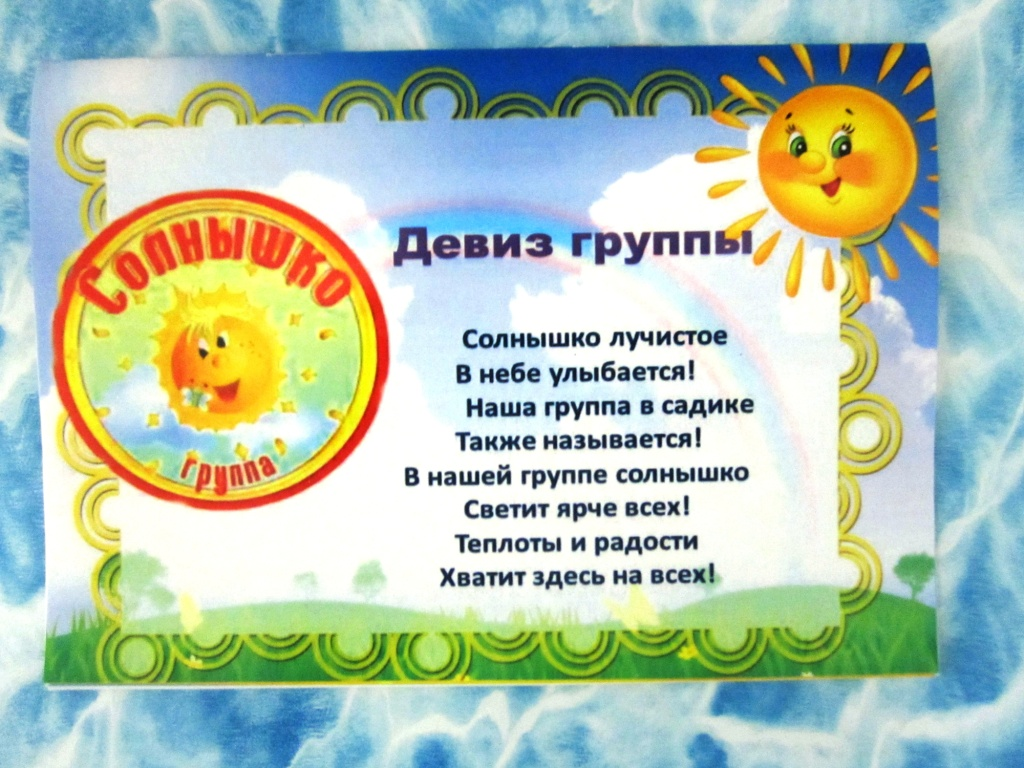 Солнышко
группа
Девиз группы
Солнышко лучистое
В небе улыбается!
Наша группа в садике
Также называется!
В нашей группе солнышко
Светит ярче всех!
Теплоты и радости
Хватит здесь на всех!